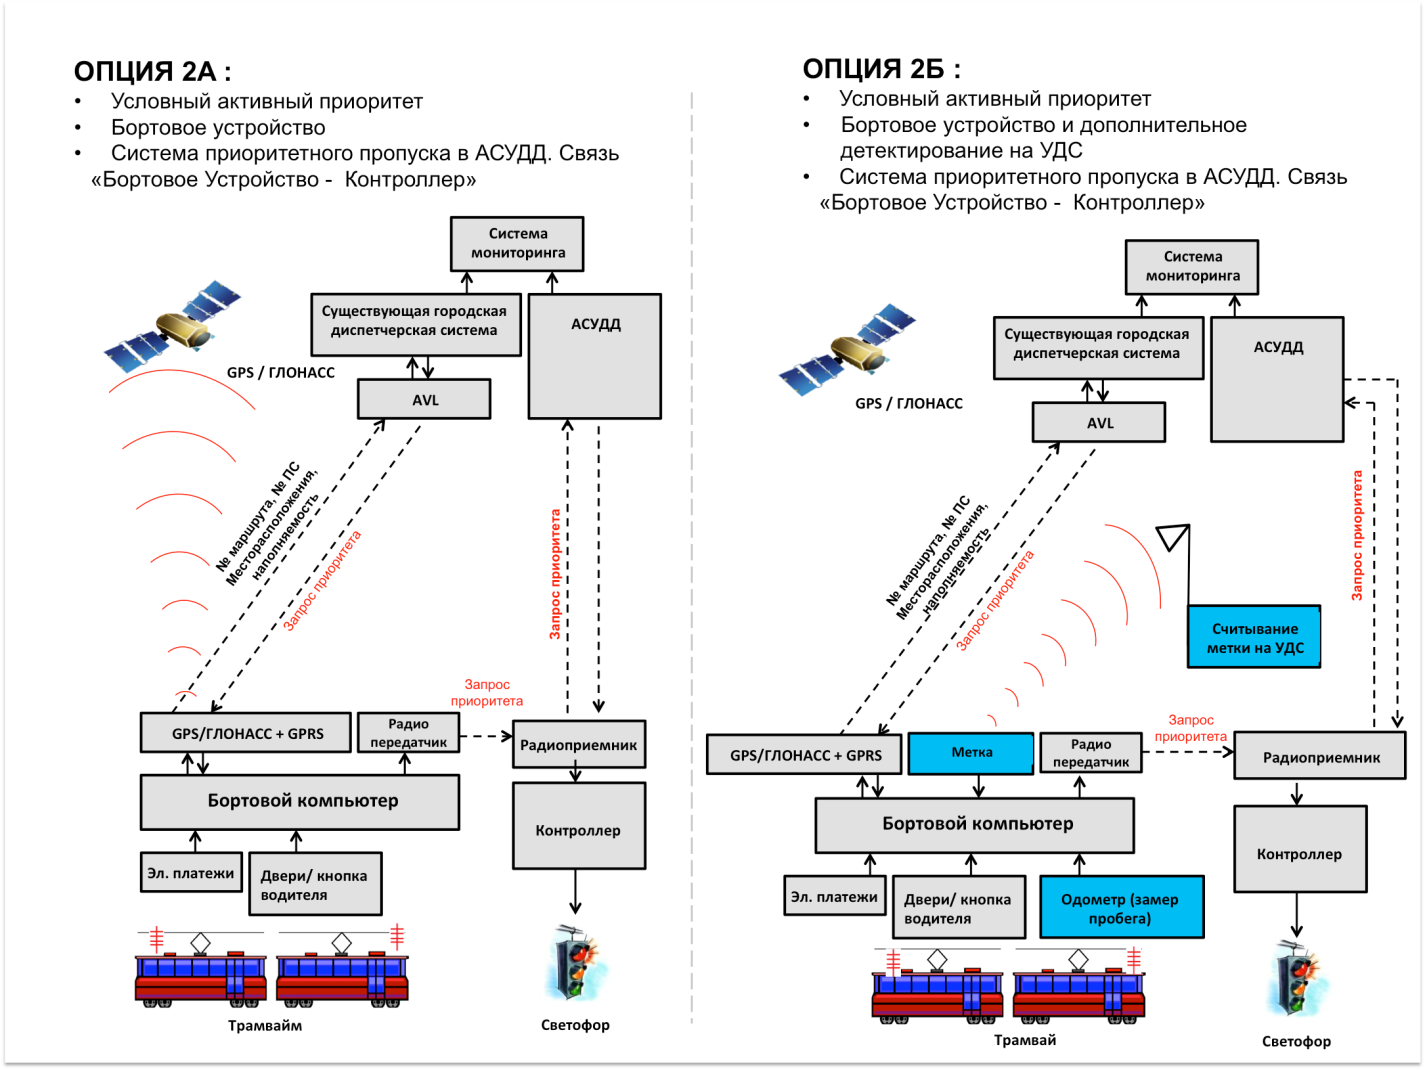 ОПЦИЯ 2А :
• Условный активный приоритет
• Бортовое устройство
• Система приоритетного пропуска в АСУДД. Связь
«Бортовое Устройство - Контроллер»
Система
мониторинга
Существующая городская
диспетчерская система
АСУДД
GPS / ГЛОНАСС
AVL
№ маршрута, № ПС
Месторасположения,
наполняемость
Запрос приоритета
Запрос приоритета
Запрос
приоритета
GPS/ГЛОНАСС + GPRS
Радио
передатчик
Радиоприемник
Бортовой компьютер
Контроллер
Эл. платежи
Двери/ кнопка
водителя
Трамвайм
Светофор
ОПЦИЯ 2Б :
• Условный активный приоритет
• Бортовое устройство и дополнительное
детектирование на УДС
• Система приоритетного пропуска в АСУДД. Связь
«Бортовое Устройство - Контроллер»
Система
мониторинга
Существующая городская
диспетчерская система
АСУДД
GPS / ГЛОНАСС
AVL
№ маршрута, № ПС
Месторасположения,
наполняемость
Запрос приоритета
Запрос приоритета
Считывание
метки на УДС
Запрос
приоритета
GPS/ГЛОНАСС + GPRS
Метка
Радио
передатчик
Радиоприемник
Бортовой компьютер
Контроллер
Эл. платежи
Двери/ кнопка
водителя
Одометр (замер
пробега)
Трамвай
Светофор